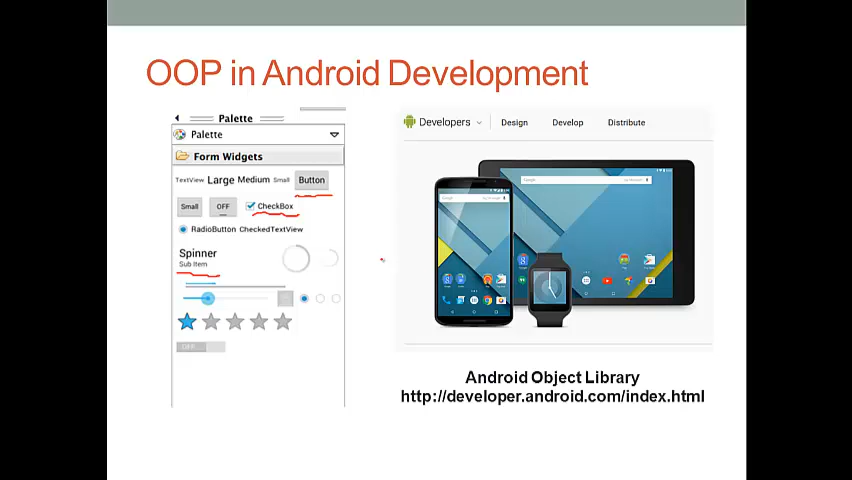 OOP in Android Development
Palette
Palette
Form Widgets
TextView Large Medium Small Button
Small OFF CheckBox
RadioButton CheckedTextView
Spinner
Sub Item
OFF
Developers Design Develop Distribute
Android Object Library
http://developer.android.com/index.html